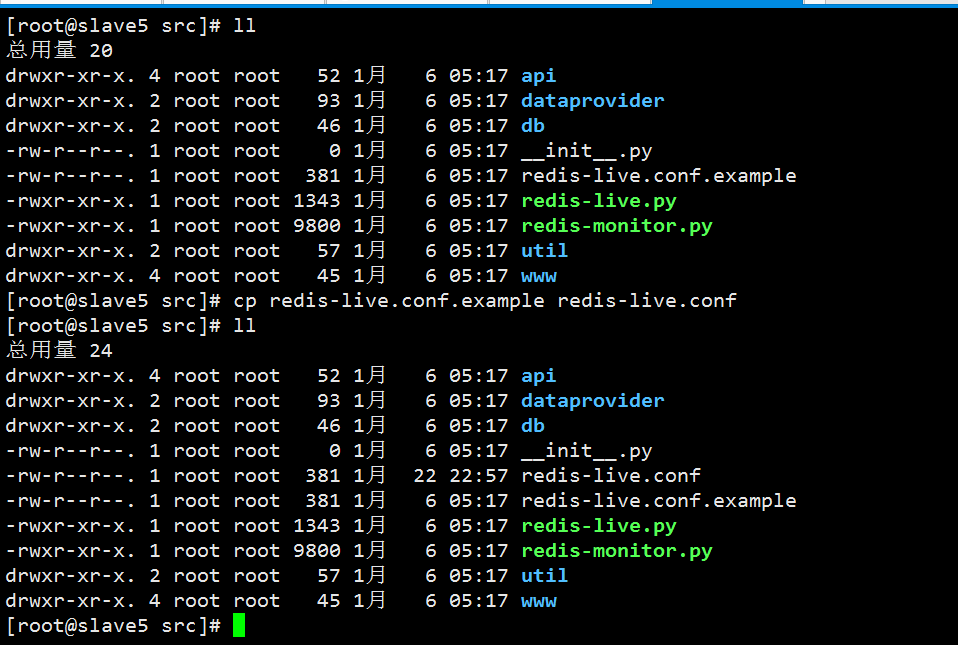 [root@slave5 src]# ll
总用量 20
drwxr-xr-x. 4 root root   52 1月   6 05:17 api
drwxr-xr-x. 2 root root   93 1月   6 05:17 dataprovider
drwxr-xr-x. 2 root root   46 1月   6 05:17 db
-rw-r--r--. 1 root root    0 1月   6 05:17 __init__.py
-rw-r--r--. 1 root root  381 1月   6 05:17 redis-live.conf.example
-rwxr-xr-x. 1 root root 1343 1月   6 05:17 redis-live.py
-rwxr-xr-x. 1 root root 9800 1月   6 05:17 redis-monitor.py
drwxr-xr-x. 2 root root   57 1月   6 05:17 util
drwxr-xr-x. 4 root root   45 1月   6 05:17 www
[root@slave5 src]# cp redis-live.conf.example redis-live.conf
[root@slave5 src]# ll
总用量 24
drwxr-xr-x. 4 root root   52 1月   6 05:17 api
drwxr-xr-x. 2 root root   93 1月   6 05:17 dataprovider
drwxr-xr-x. 2 root root   46 1月   6 05:17 db
-rw-r--r--. 1 root root    0 1月   6 05:17 __init__.py
-rw-r--r--. 1 root root  381 1月  22 22:57 redis-live.conf
-rw-r--r--. 1 root root  381 1月   6 05:17 redis-live.conf.example
-rwxr-xr-x. 1 root root 1343 1月   6 05:17 redis-live.py
-rwxr-xr-x. 1 root root 9800 1月   6 05:17 redis-monitor.py
drwxr-xr-x. 2 root root   57 1月   6 05:17 util
drwxr-xr-x. 4 root root   45 1月   6 05:17 www
[root@slave5 src]#